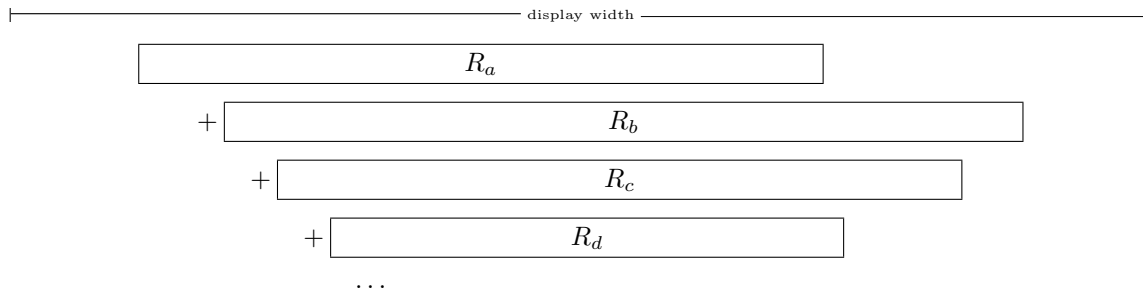 display width
R_a
+ R_b
+ R_c
+ R_d
...